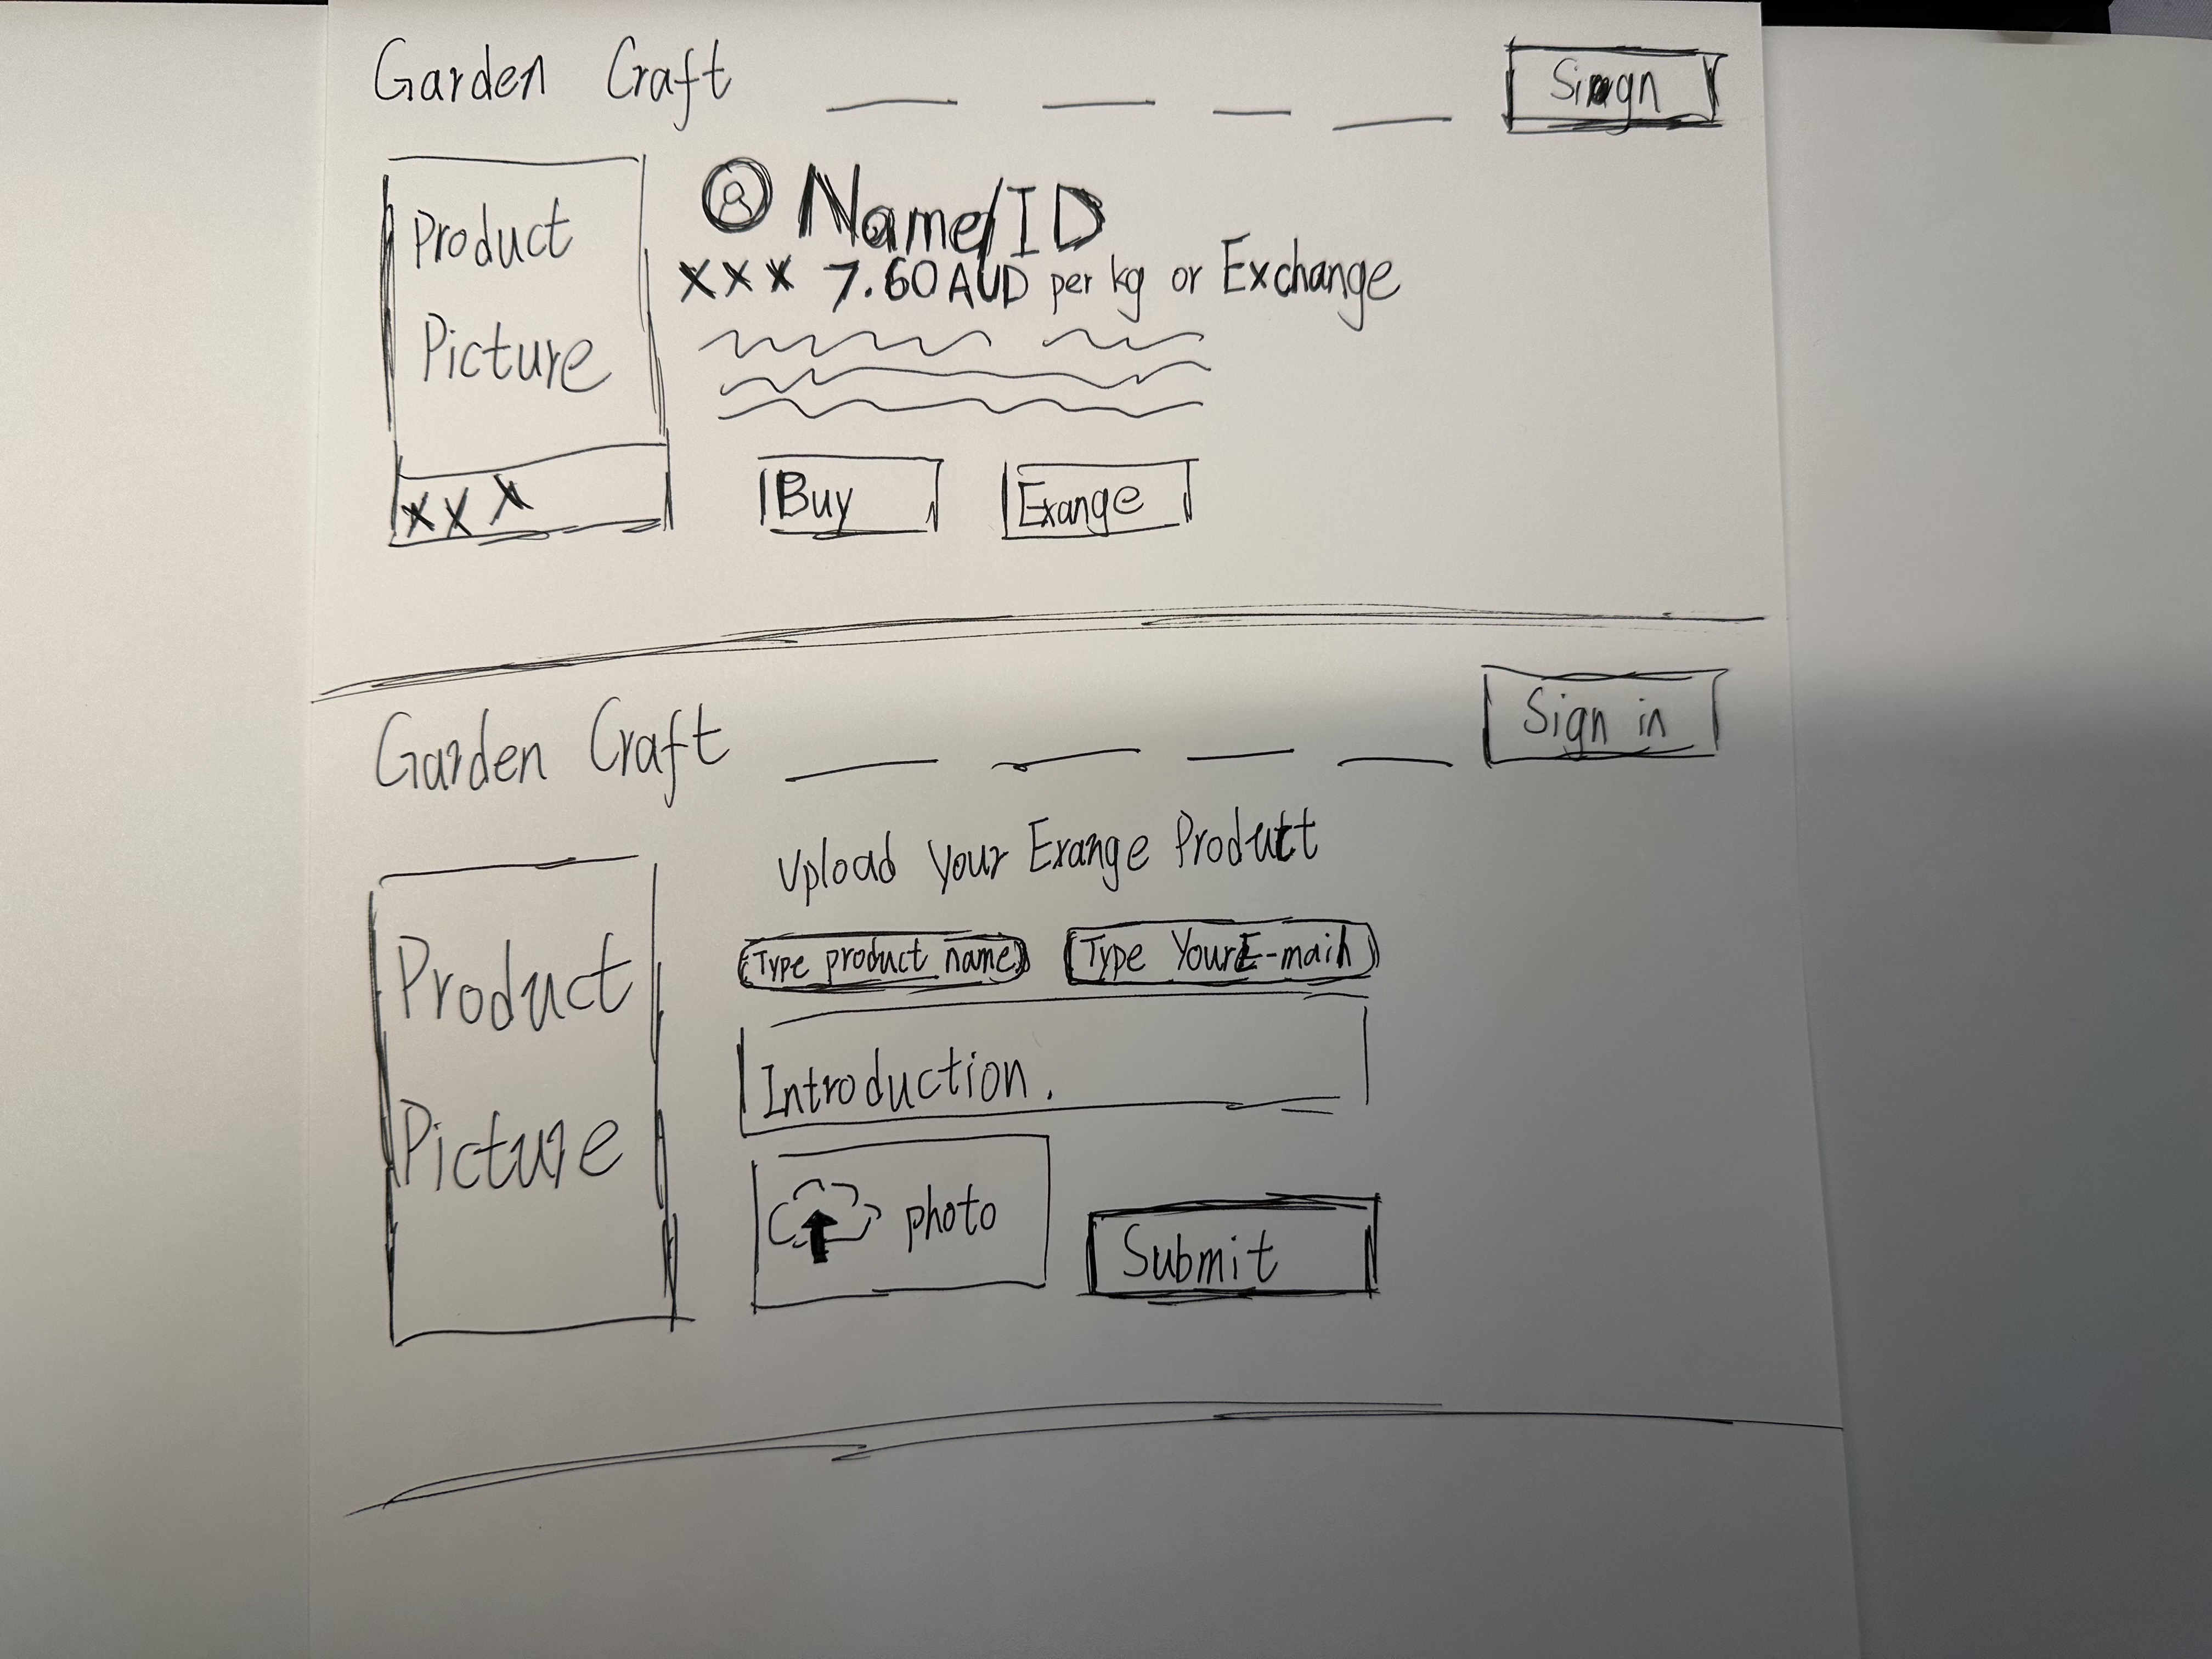 Garden Craft
Product
Picture
xxx
Name/ID
xxx 7.60 AUD per kg or Exchange
Buy
Exange
Garden Craft
Sign in
Product
Picture
Upload Your Exange Product
Type product name
Type Your E-mail
Introduction.
photo
Submit